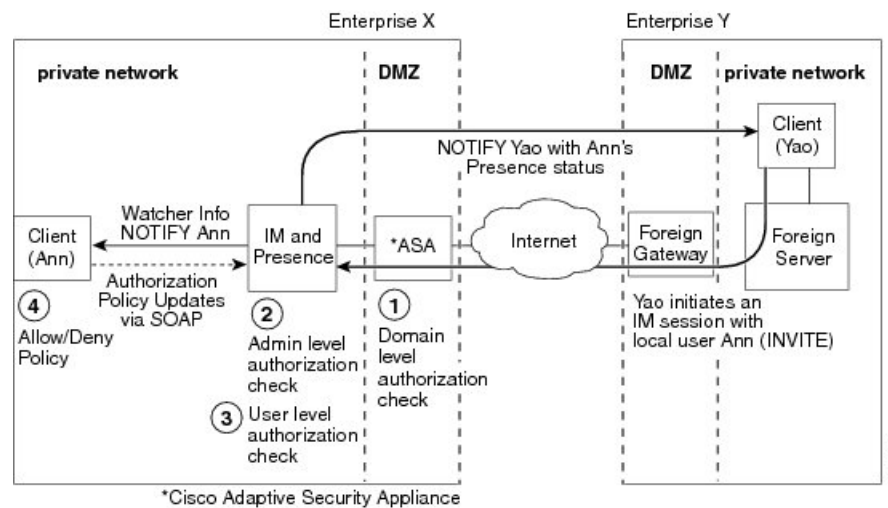 Enterprise X
Enterprise Y
private network
DMZ
DMZ
private network
Client
(Yao)
NOTIFY Yao with Ann's
Presence status
Watcher Info
NOTIFY Ann
Client
(Ann)
IM and
Presence
*ASA
Internet
Foreign
Gateway
Foreign
Server
Authorization
Policy Updates
via SOAP
4
Allow/Deny
Policy
2
Admin level
authorization
check
3
User level
authorization
check
1
Domain
level
authorization
check
Yao initiates an
IM session with
local user Ann (INVITE)
*Cisco Adaptive Security Appliance